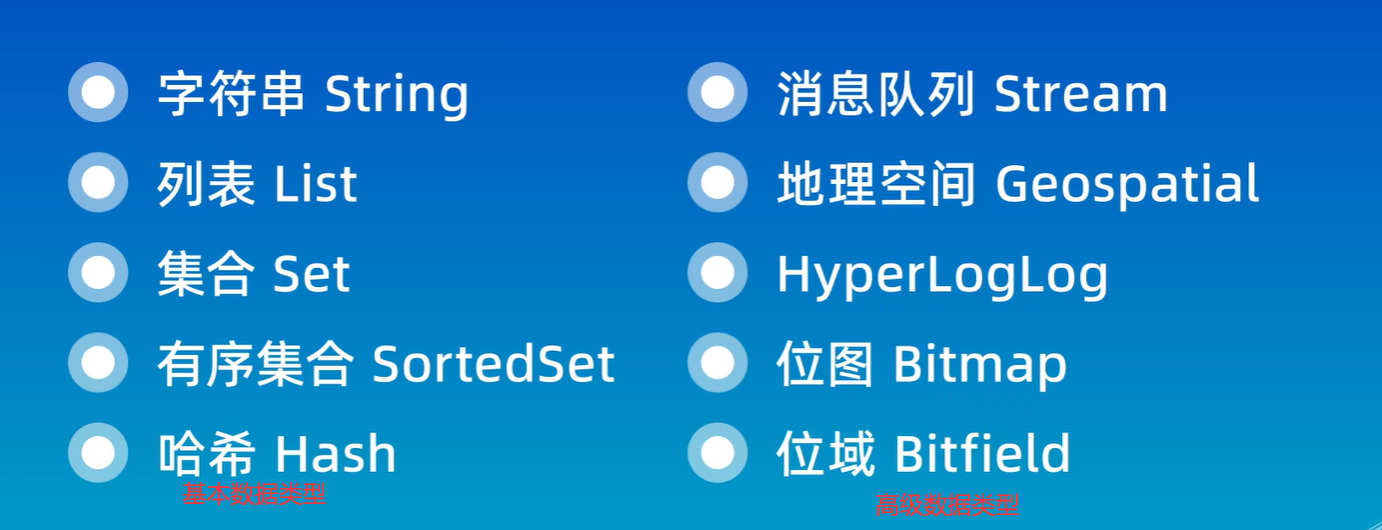 字符串 String
列表 List
集合 Set
有序集合 SortedSet
哈希 Hash
基本数据类型
消息队列 Stream
地理空间 Geospatial
HyperLogLog
位图 Bitmap
位域 Bitfield
高级数据类型